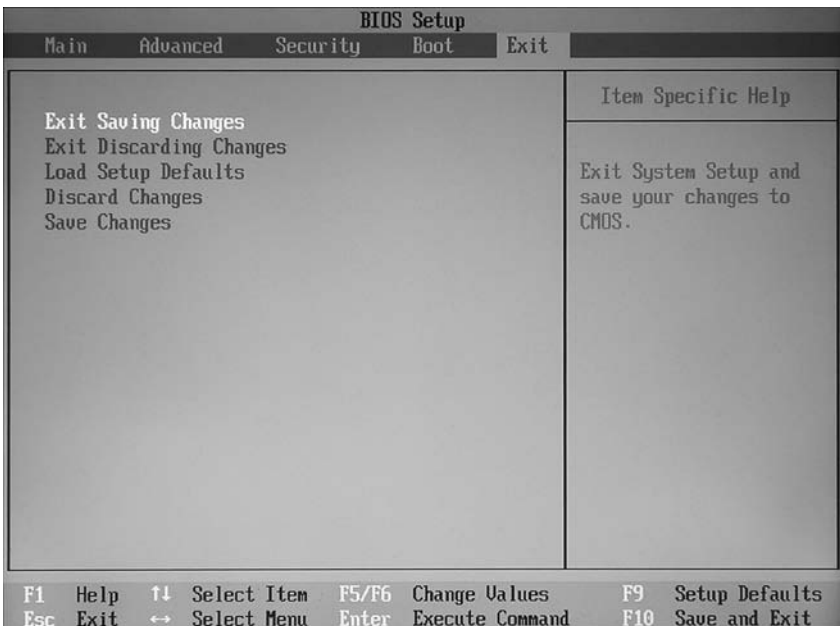 BIOS Setup
Main Advanced Security Boot Exit
Item Specific Help
Exit Saving Changes
Exit Discarding Changes
Load Setup Defaults
Discard Changes
Save Changes
Exit System Setup and
save your changes to
CMOS.
F1 Help ↑↓ Select Item F5/F6 Change Values F9 Setup Defaults
Esc Exit ↔ Select Menu Enter Execute Command F10 Save and Exit